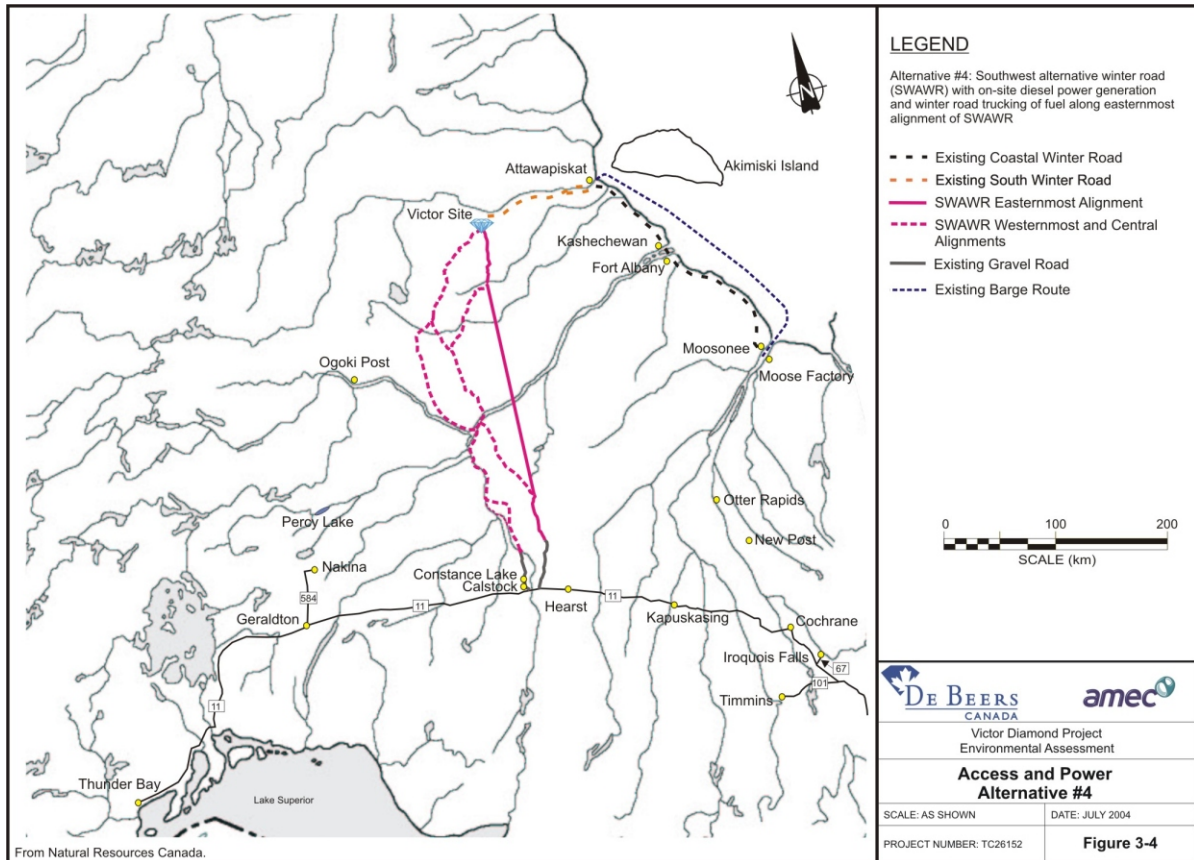 Attawapiskat
Akimiski Island
Victor Site
Kashechewan
Fort Albany
Moosonee
Moose Factory
Ogoki Post
Otter Rapids
New Post
Percy Lake
Nakina
584
Constance Lake
Calstock
Hearst
11
11
Geraldton
Kapuskasing
Cochrane
Iroquois Falls
67
101
Timmins
11
Thunder Bay
Lake Superior
From Natural Resources Canada.
N
LEGEND
Alternative #4: Southwest alternative winter road
(SWAWR) with on-site diesel power generation
and winter road trucking of fuel along easternmost
alignment of SWAWR
Existing Coastal Winter Road
Existing South Winter Road
SWAWR Easternmost Alignment
SWAWR Westernmost and Central
Alignments
Existing Gravel Road
Existing Barge Route
0 100 200
SCALE (km)
DE BEERS
CANADA
amec
Victor Diamond Project
Environmental Assessment
Access and Power
Alternative #4
SCALE: AS SHOWN
DATE: JULY 2004
PROJECT NUMBER: TC26152
Figure 3-4